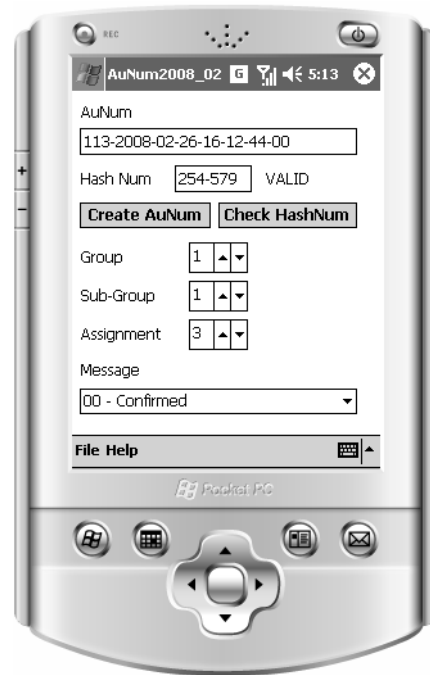 REC
AuNum2008_02 G 5:13
AuNum
113-2008-02-26-16-12-44-00
Hash Num 254-579 VALID
Create AuNum Check HashNum
Group 1
Sub-Group 1
Assignment 3
Message
00 - Confirmed
File Help
Pocket PC